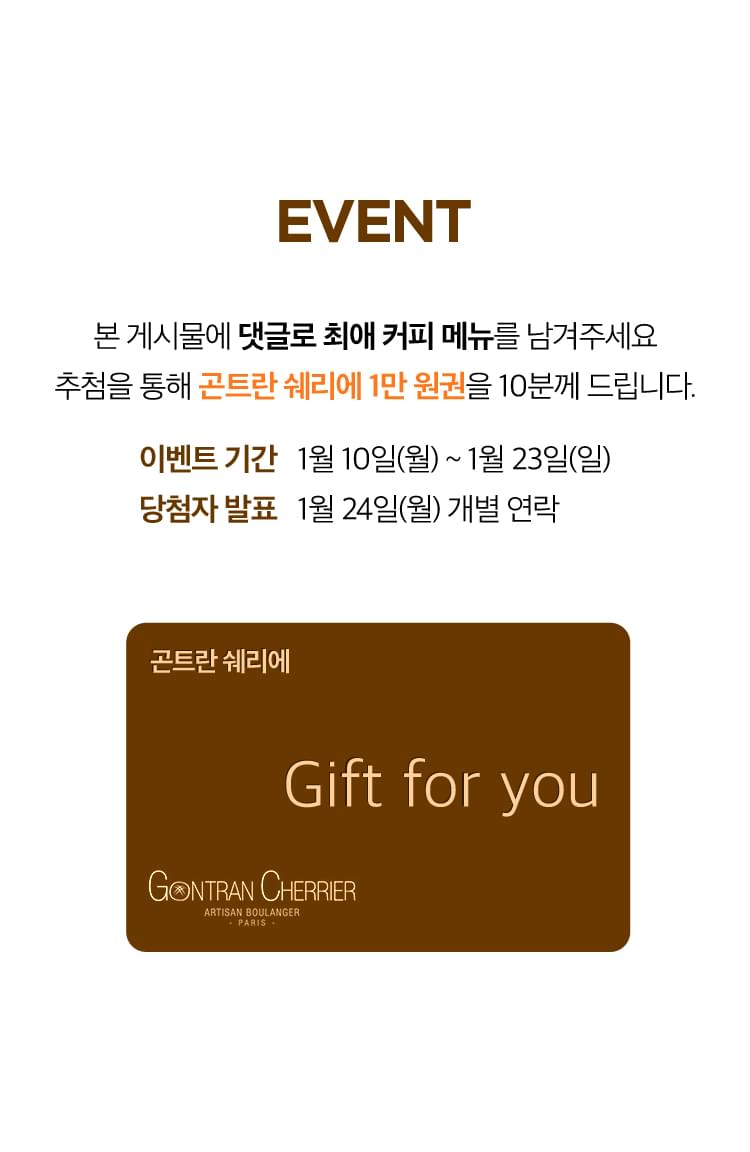 EVENT
본 게시물에 댓글로 최애 커피 메뉴를 남겨주세요
추첨을 통해 곤트란 쉐리에 1만 원권을 10분께 드립니다.
이벤트 기간 1월 10일(월) ~ 1월 23일(일)
당첨자 발표 1월 24일(월) 개별 연락
곤트란 쉐리에
Gift for you
GONTRAN CHERRIER
ARTISAN BOULANGER
- PARIS -